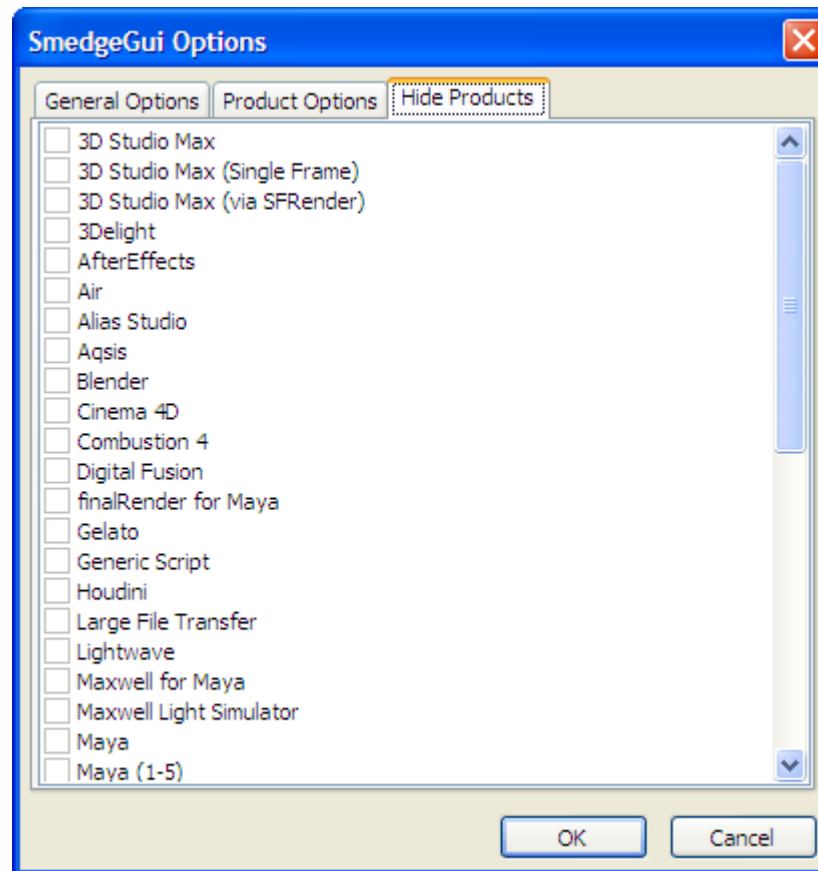 SmedgeGui Options
General Options Product Options Hide Products
3D Studio Max
3D Studio Max (Single Frame)
3D Studio Max (via SFRender)
3Delight
AfterEffects
Air
Alias Studio
Aqsis
Blender
Cinema 4D
Combustion 4
Digital Fusion
finalRender for Maya
Gelato
Generic Script
Houdini
Large File Transfer
Lightwave
Maxwell for Maya
Maxwell Light Simulator
Maya
Maya (1-5)
OK Cancel